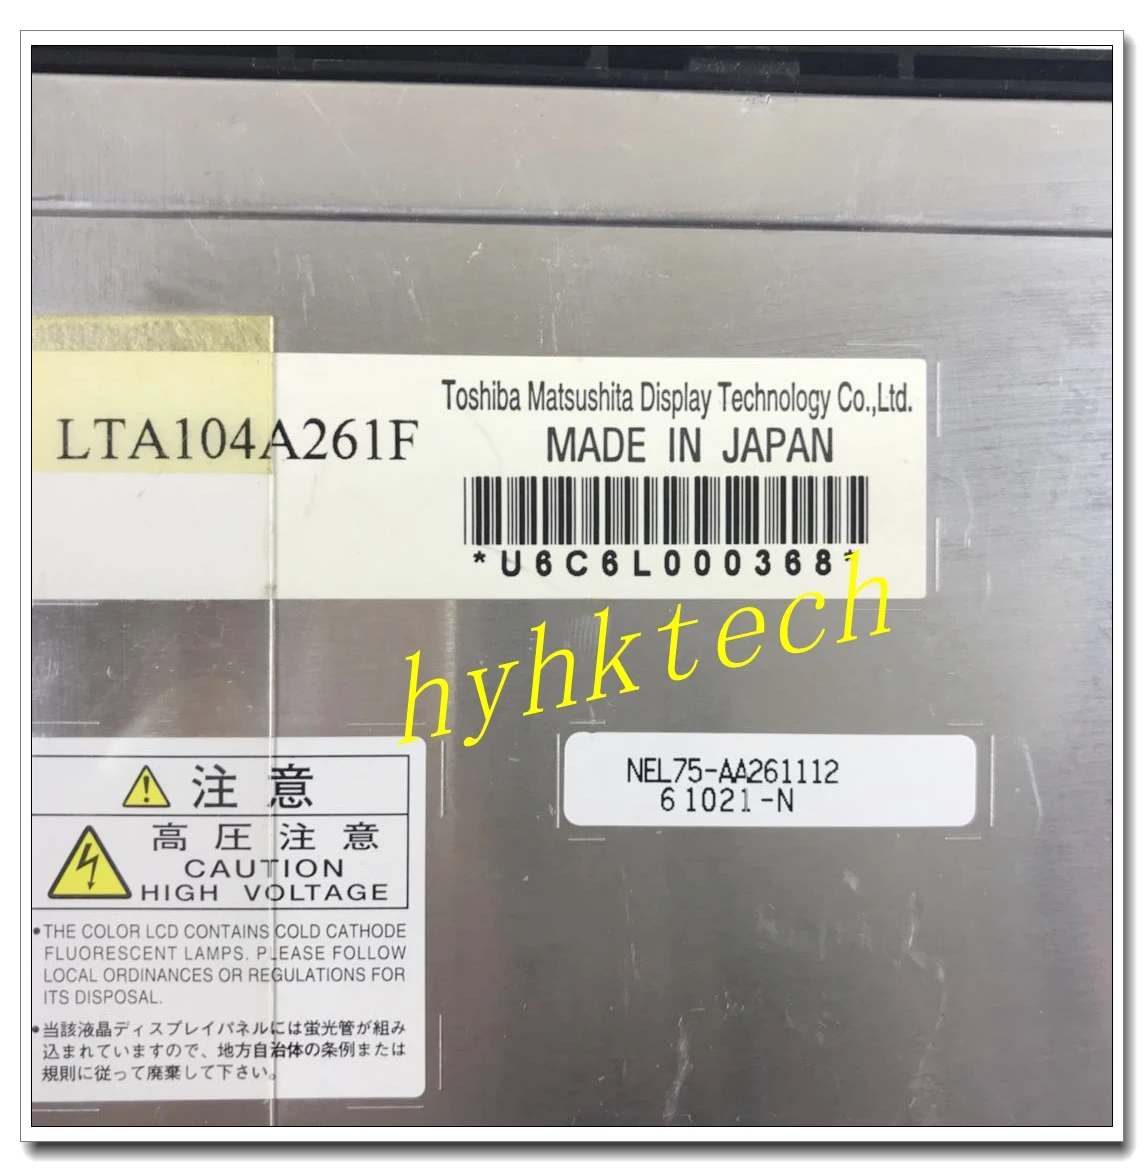 Toshiba Matsushita Display Technology Co.,Ltd.
LTA104A261F
MADE IN JAPAN
*U6C6L000368*
hyhktech
NEL75-AA261112
61021-N
注意
高圧注意
CAUTION
HIGH VOLTAGE
•THE COLOR LCD CONTAINS COLD CATHODE
FLUORESCENT LAMPS. PLEASE FOLLOW
LOCAL ORDINANCES OR REGULATIONS FOR
ITS DISPOSAL.
•当該液晶ディスプレイパネルには蛍光管が組み
込まれていますので、地方自治体の条例または
規則に従って廃棄して下さい。